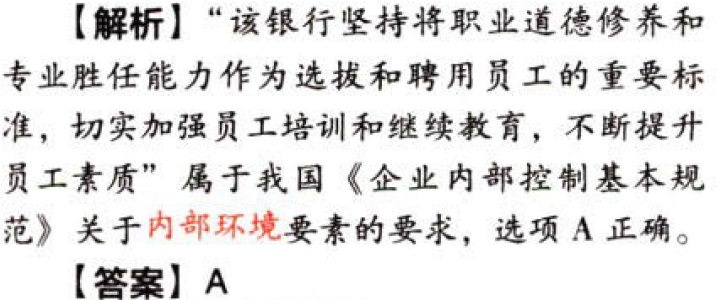 【解析】“该银行坚持将职业道德修养和
专业胜任能力作为选拔和聘用员工的重要标
准，切实加强员工培训和继续教育，不断提升
员工素质”属于我国《企业内部控制基本规
范》关于内部环境要素的要求，选项 A 正确。
【答案】A